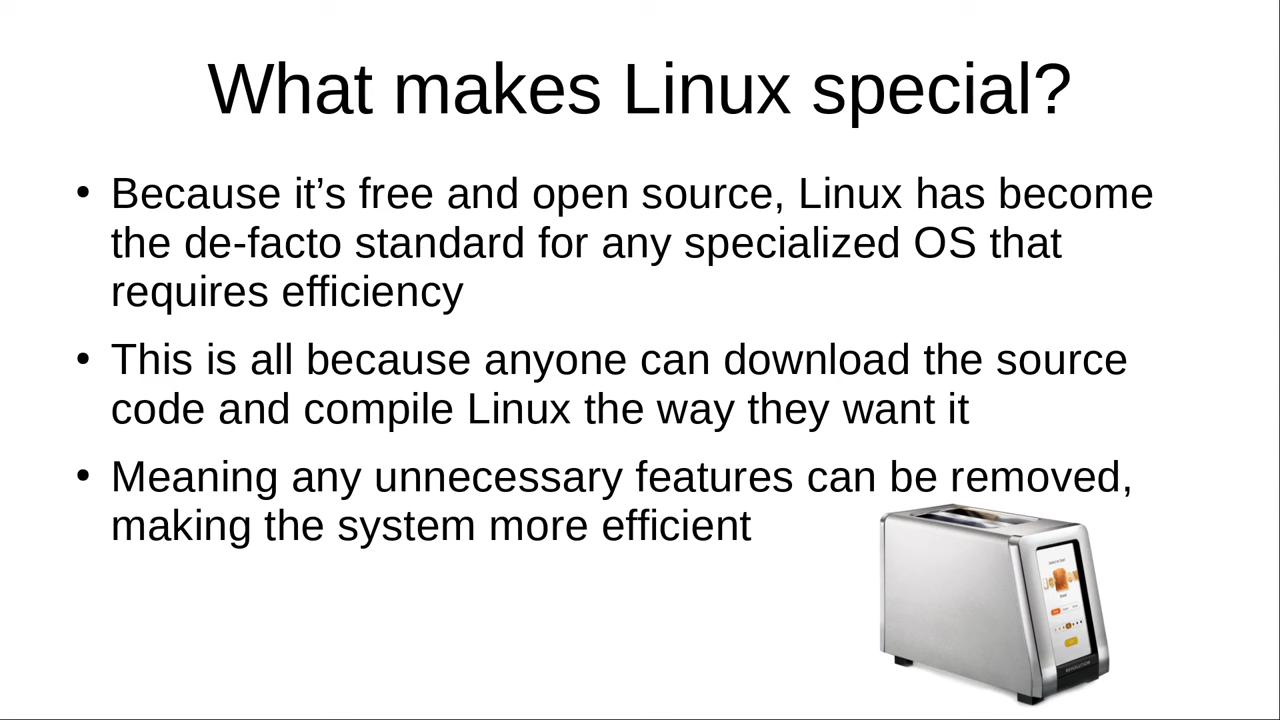 What makes Linux special?
• Because it’s free and open source, Linux has become
the de-facto standard for any specialized OS that
requires efficiency
• This is all because anyone can download the source
code and compile Linux the way they want it
• Meaning any unnecessary features can be removed,
making the system more efficient
REVOLUTION